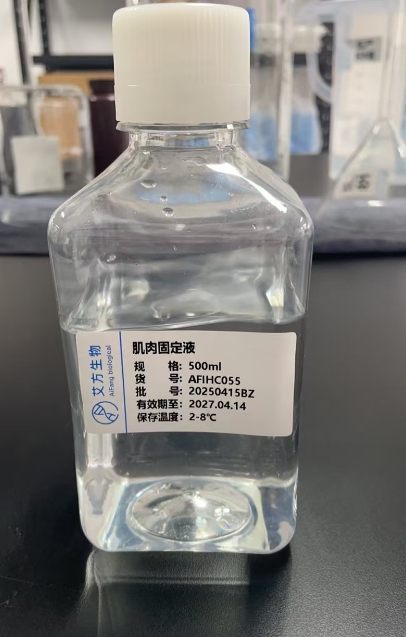 艾方生物
AiFang biological
肌肉固定液
规 格: 500ml
货 号: AFIHC055
批 号: 20250415BZ
有效期至: 2027.04.14
保存温度: 2-8℃